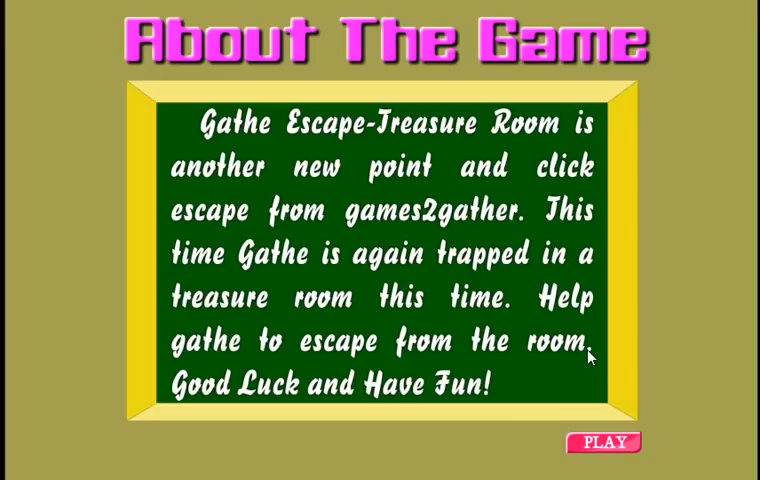 About The Game
Gathe Escape-Treasure Room is
another new point and click
escape from games2gather. This
time Gathe is again trapped in a
treasure room this time. Help
gathe to escape from the room.
Good Luck and Have Fun!
PLAY